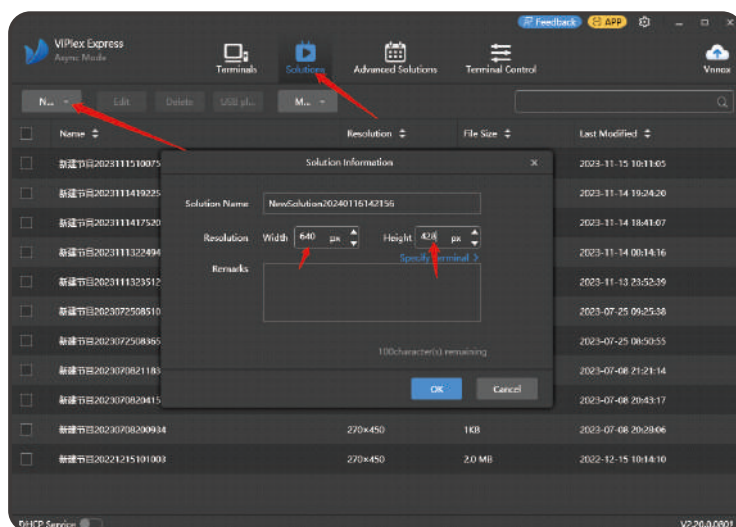 Feedback APP
ViPlex Express
Async Mode
Terminals Solutions Advanced Solutions Terminal Control Vnnox
N... Edit Delete USB pl... M...
Name Resolution File Size Last Modified
新建节目2023111510075 2023-11-15 10:11:05
新建节目2023111419225 2023-11-14 19:24:20
新建节目2023111417520 2023-11-14 18:41:07
新建节目2023111322494 2023-11-14 00:14:16
新建节目2023111323512 2023-11-13 23:52:39
新建节目2023072508510 2023-07-25 09:25:38
新建节目2023072508365 2023-07-25 08:50:55
新建节目2023070821183 2023-07-08 21:21:14
新建节目2023070820415 2023-07-08 20:43:17
新建节目20230708200934 270×450 1KB 2023-07-08 20:28:06
新建节目20221215101003 270×450 2.0 MB 2022-12-15 10:14:10
Solution Information
Solution Name NewSolution20240116142156
Resolution Width 640 px Height 428 px
Specify terminal >
Remarks
100character(s) remaining
OK Cancel
DHCP Service V2.20.0.0801